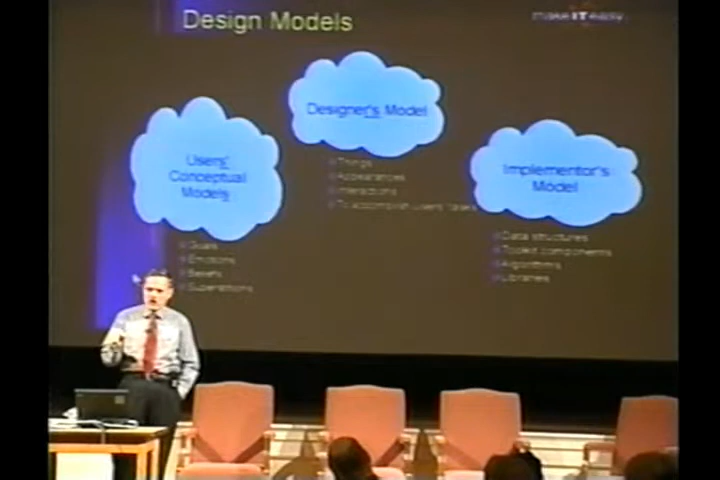 Design Models
make IT easy
Designer's Model
Things
Appearances
Interactions
To accomplish users' tasks
Users'
Conceptual
Models
Goals
Emotions
Beliefs
Superstitions
Implementor's
Model
Data structures
Toolkit components
Algorithms
Libraries